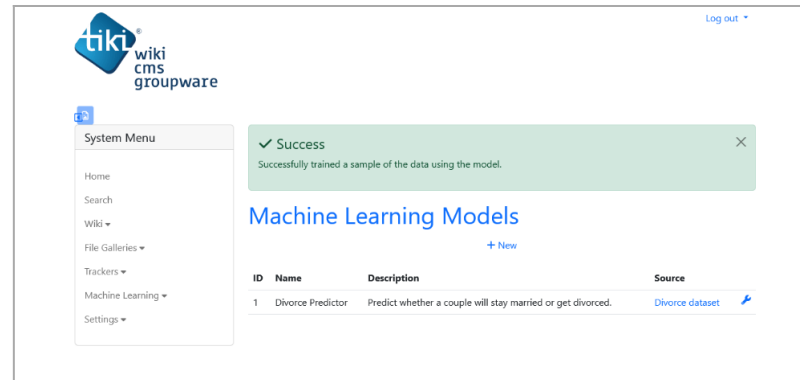 Log out
tiki®
wiki
cms
groupware
System Menu
Home
Search
Wiki
File Galleries
Trackers
Machine Learning
Settings
Success
Successfully trained a sample of the data using the model.
Machine Learning Models
+ New
ID Name Description Source
1 Divorce Predictor Predict whether a couple will stay married or get divorced. Divorce dataset